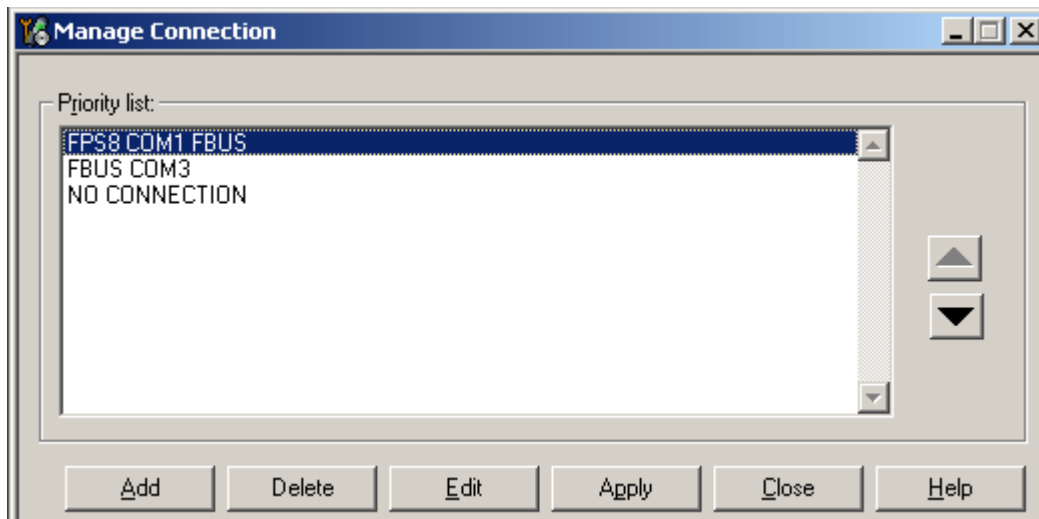 Manage Connection
Priority list:
FPS8 COM1 FBUS
FBUS COM3
NO CONNECTION
Add Delete Edit Apply Close Help